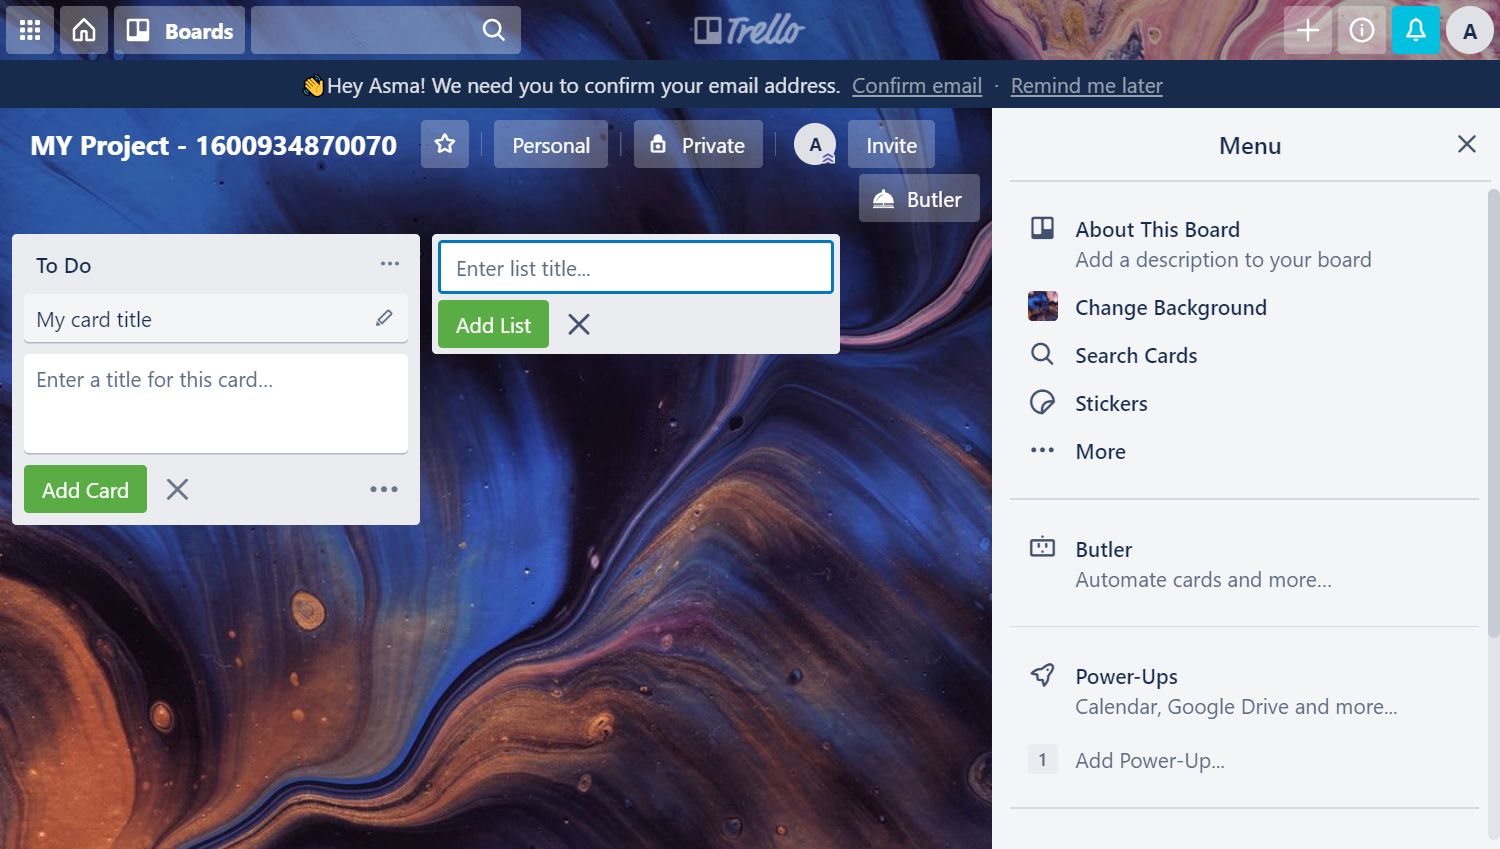 Boards
Trello
A
👋Hey Asma! We need you to confirm your email address. Confirm email · Remind me later
MY Project - 1600934870070
Personal
Private
A
Invite
Butler
To Do
My card title
Enter a title for this card...
Add Card
Enter list title...
Add List
Menu
About This Board
Add a description to your board
Change Background
Search Cards
Stickers
More
Butler
Automate cards and more...
Power-Ups
Calendar, Google Drive and more...
1 Add Power-Up...